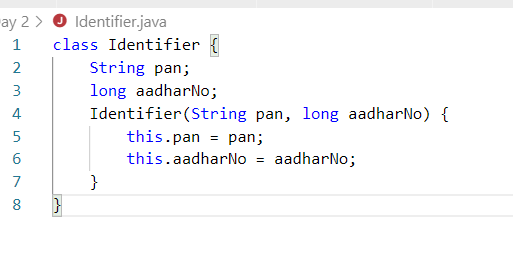 ay 2 > J Identifier.java
1 class Identifier {
2 String pan;
3 long aadharNo;
4 Identifier(String pan, long aadharNo) {
5 this.pan = pan;
6 this.aadharNo = aadharNo;
7 }
8 }